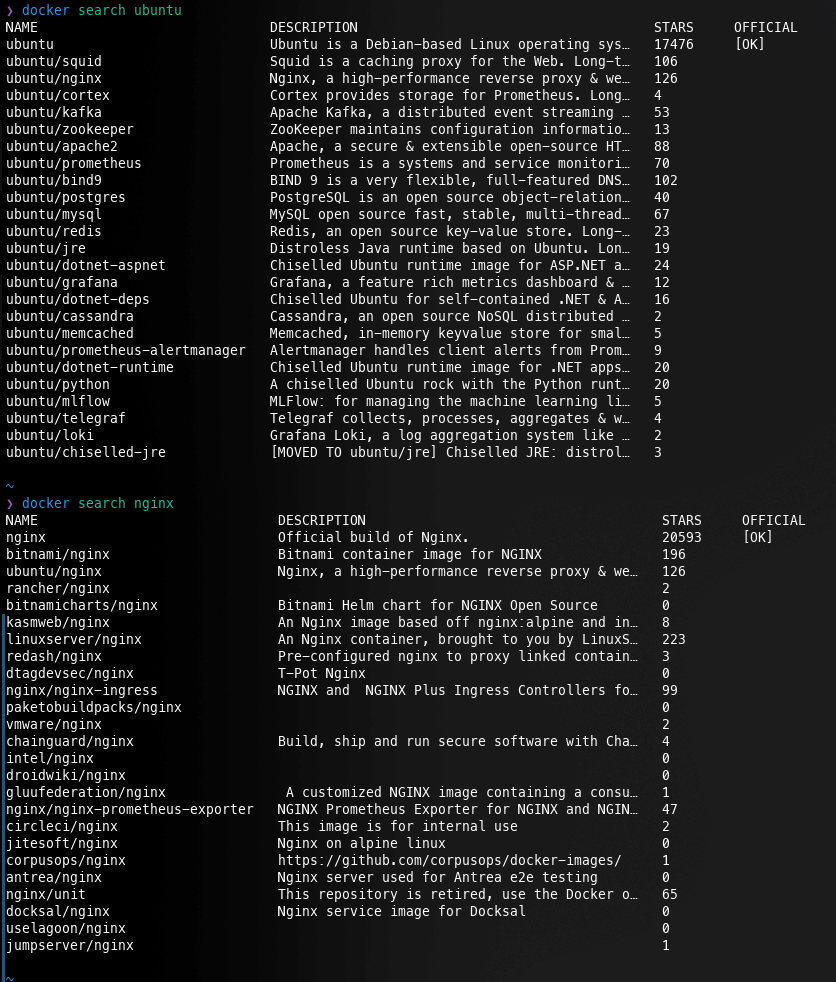 ❯ docker search ubuntu
NAME                             DESCRIPTION                                     STARS     OFFICIAL
ubuntu                           Ubuntu is a Debian-based Linux operating sys…   17476     [OK]
ubuntu/squid                     Squid is a caching proxy for the Web. Long-t…   106
ubuntu/nginx                     Nginx, a high-performance reverse proxy & we…   126
ubuntu/cortex                    Cortex provides storage for Prometheus. Long…   4
ubuntu/kafka                     Apache Kafka, a distributed event streaming …   53
ubuntu/zookeeper                 ZooKeeper maintains configuration informatio…   13
ubuntu/apache2                   Apache, a secure & extensible open-source HT…   88
ubuntu/prometheus                Prometheus is a systems and service monitori…   70
ubuntu/bind9                     BIND 9 is a very flexible, full-featured DNS…   102
ubuntu/postgres                  PostgreSQL is an open source object-relation…   40
ubuntu/mysql                     MySQL open source fast, stable, multi-thread…   67
ubuntu/redis                     Redis, an open source key-value store. Long-…   23
ubuntu/jre                       Distroless Java runtime based on Ubuntu. Lon…   19
ubuntu/dotnet-aspnet             Chiselled Ubuntu runtime image for ASP.NET a…   24
ubuntu/grafana                   Grafana, a feature rich metrics dashboard & …   12
ubuntu/dotnet-deps               Chiselled Ubuntu for self-contained .NET & A…   16
ubuntu/cassandra                 Cassandra, an open source NoSQL distributed …   2
ubuntu/memcached                 Memcached, in-memory keyvalue store for smal…   5
ubuntu/prometheus-alertmanager   Alertmanager handles client alerts from Prom…   9
ubuntu/dotnet-runtime            Chiselled Ubuntu runtime image for .NET apps…   20
ubuntu/python                    A chiselled Ubuntu rock with the Python runt…   20
ubuntu/mlflow                    MLFlow: for managing the machine learning li…   5
ubuntu/telegraf                  Telegraf collects, processes, aggregates & w…   4
ubuntu/loki                      Grafana Loki, a log aggregation system like …   2
ubuntu/chiselled-jre             [MOVED TO ubuntu/jre] Chiselled JRE: distrol…   3
~
❯ docker search nginx
NAME                              DESCRIPTION                                     STARS     OFFICIAL
nginx                             Official build of Nginx.                        20593     [OK]
bitnami/nginx                     Bitnami container image for NGINX               196
ubuntu/nginx                      Nginx, a high-performance reverse proxy & we…   126
rancher/nginx                                                                     2
bitnamicharts/nginx               Bitnami Helm chart for NGINX Open Source        0
kasmweb/nginx                     An Nginx image based off nginx:alpine and in…   8
linuxserver/nginx                 An Nginx container, brought to you by LinuxS…   223
redash/nginx                      Pre-configured nginx to proxy linked contain…   3
dtagdevsec/nginx                  T-Pot Nginx                                     0
nginx/nginx-ingress               NGINX and  NGINX Plus Ingress Controllers fo…   99
paketobuildpacks/nginx                                                            0
vmware/nginx                                                                      2
chainguard/nginx                  Build, ship and run secure software with Cha…   4
intel/nginx                                                                       0
droidwiki/nginx                                                                   0
gluufederation/nginx               A customized NGINX image containing a consu…   1
nginx/nginx-prometheus-exporter   NGINX Prometheus Exporter for NGINX and NGIN…   47
circleci/nginx                    This image is for internal use                  2
jitesoft/nginx                    Nginx on alpine linux                           0
corpusops/nginx                   https://github.com/corpusops/docker-images/     1
antrea/nginx                      Nginx server used for Antrea e2e testing        0
nginx/unit                        This repository is retired, use the Docker o…   65
docksal/nginx                     Nginx service image for Docksal                 0
uselagoon/nginx                                                                   0
jumpserver/nginx                                                                  1
~